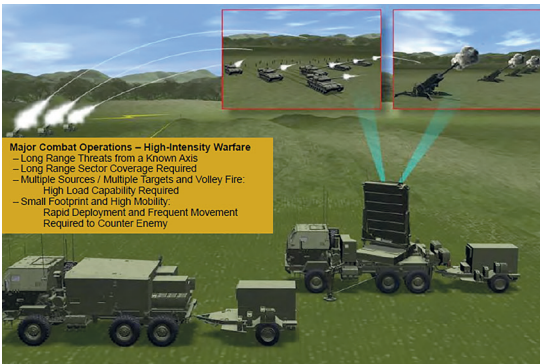 Major Combat Operations – High-Intensity Warfare
– Long Range Threats from a Known Axis
– Long Range Sector Coverage Required
– Multiple Sources / Multiple Targets and Volley Fire:
High Load Capability Required
– Small Footprint and High Mobility:
Rapid Deployment and Frequent Movement
Required to Counter Enemy